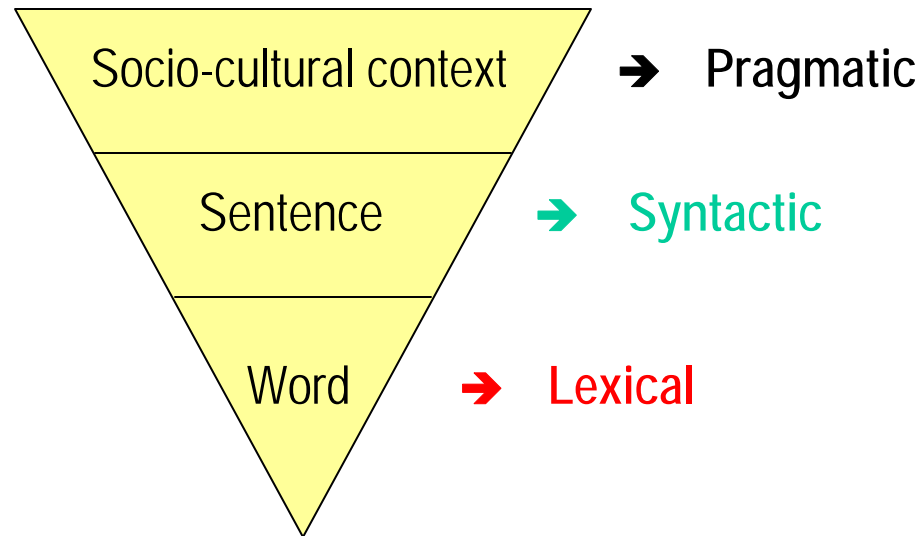 Socio-cultural context ➔ Pragmatic
Sentence ➔ Syntactic
Word ➔ Lexical